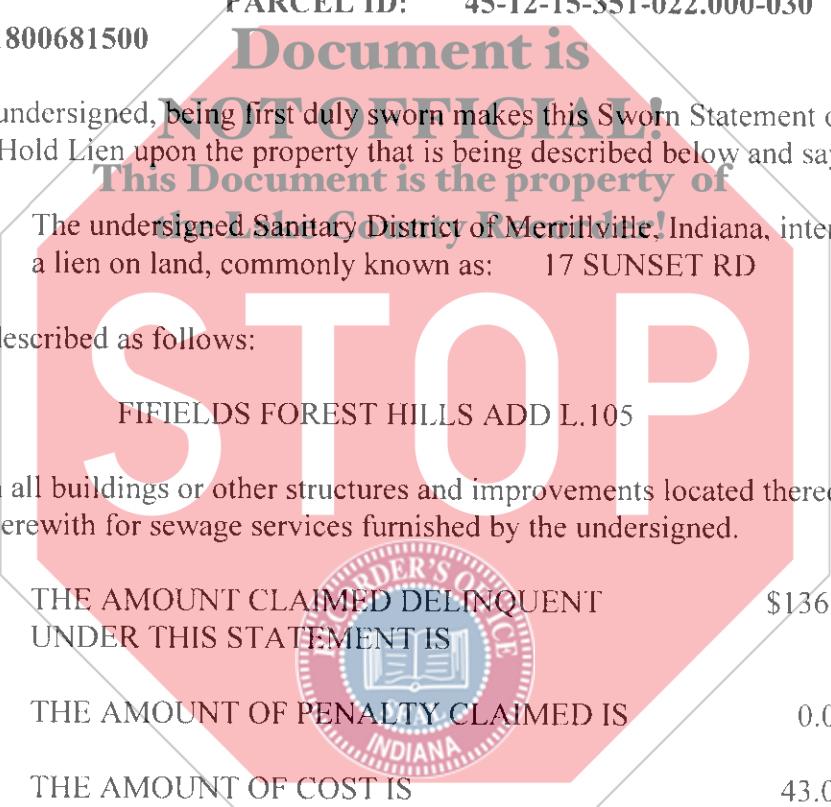 PARCEL ID: 45-12-15-351-022.000-030
1800681500
Document is
undersigned, being first duly sworn makes this Sworn Statement
NOT OFFICIAL!
Hold Lien upon the property that is being described below and
This Document is the property of
The undersigned Sanitary District of Merrillville, Indiana,
the Lake County Recorder!
a lien on land, commonly known as: 17 SUNSET RD
described as follows:
STOP
FIFIELDS FOREST HILLS ADD L.105
all buildings or other structures and improvements located
for sewage services furnished by the undersigned.
RECORDER'S OFFICE
THE AMOUNT CLAIMED DELINQUENT $136
UNDER THIS STATEMENT IS
THE AMOUNT OF PENALTY CLAIMED IS 0.0
INDIANA
THE AMOUNT OF COST IS 43.0